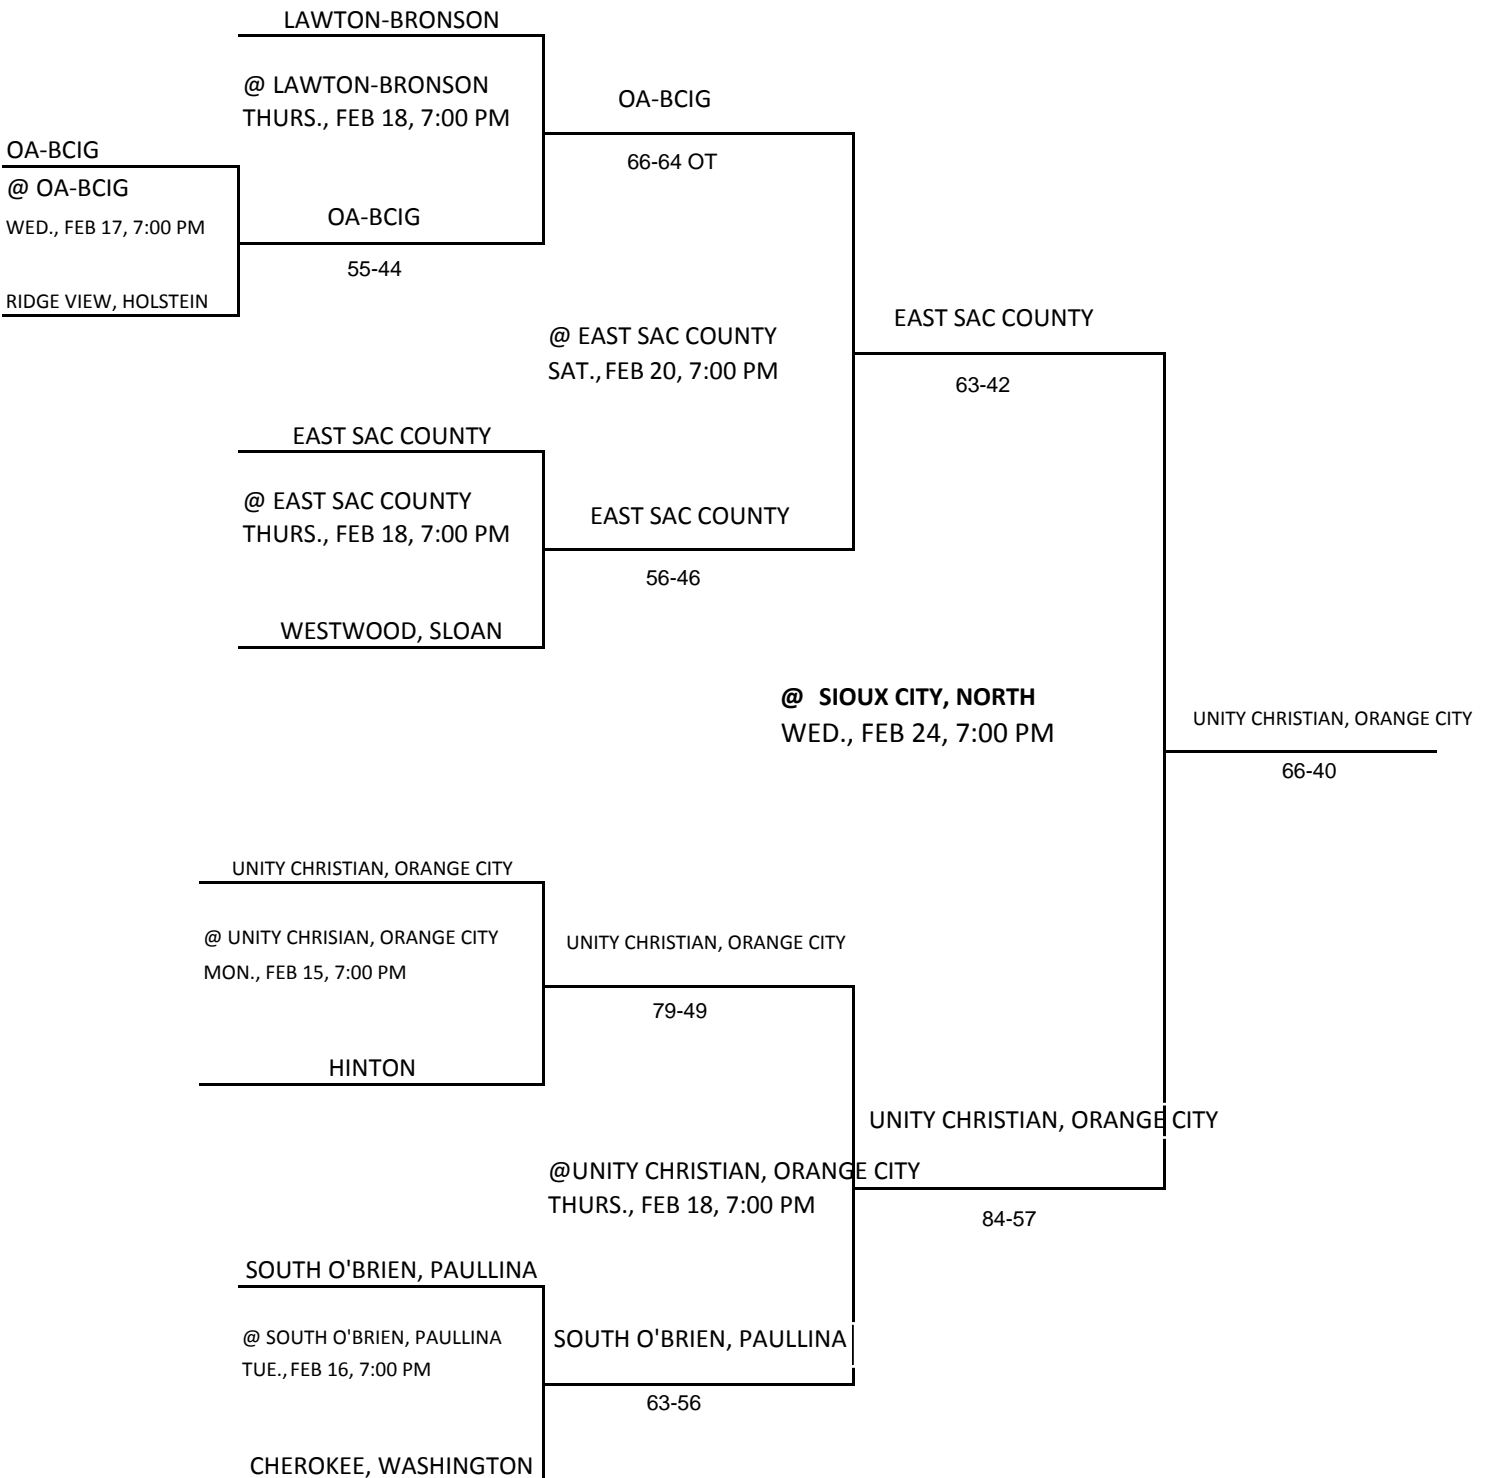 LAWTON-BRONSON
@ LAWTON-BRONSON
THURS., FEB 18, 7:00 PM
OA-BCIG
66-64 OT
OA-BCIG
@ OA-BCIG
WED., FEB 17, 7:00 PM
OA-BCIG
55-44
RIDGE VIEW, HOLSTEIN
@ EAST SAC COUNTY
SAT., FEB 20, 7:00 PM
EAST SAC COUNTY
63-42
EAST SAC COUNTY
@ EAST SAC COUNTY
THURS., FEB 18, 7:00 PM
EAST SAC COUNTY
56-46
WESTWOOD, SLOAN
@ SIOUX CITY, NORTH
WED., FEB 24, 7:00 PM
UNITY CHRISTIAN, ORANGE CITY
66-40
UNITY CHRISTIAN, ORANGE CITY
@ UNITY CHRISIAN, ORANGE CITY
MON., FEB 15, 7:00 PM
UNITY CHRISTIAN, ORANGE CITY
79-49
HINTON
UNITY CHRISTIAN, ORANGE CITY
@UNITY CHRISTIAN, ORANGE CITY
THURS., FEB 18, 7:00 PM
84-57
SOUTH O'BRIEN, PAULLINA
@ SOUTH O'BRIEN, PAULLINA
TUE., FEB 16, 7:00 PM
SOUTH O'BRIEN, PAULLINA
63-56
CHEROKEE, WASHINGTON